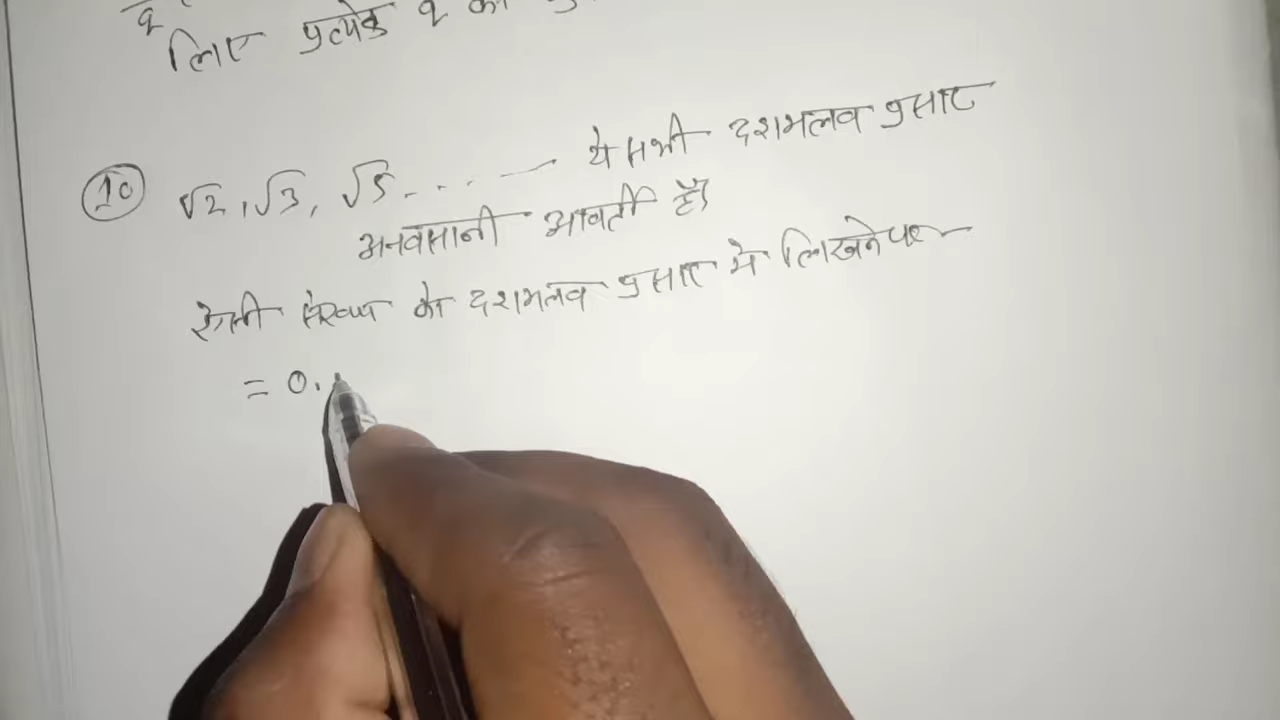 लिए प्रत्येक q का
10 √2, √3, √5 . . . . — ये सभी दशमलव प्रसार
अनवसानी आवर्ती है।
ऐसी संख्या को दशमलव प्रसार में लिखने पर —
= 0.